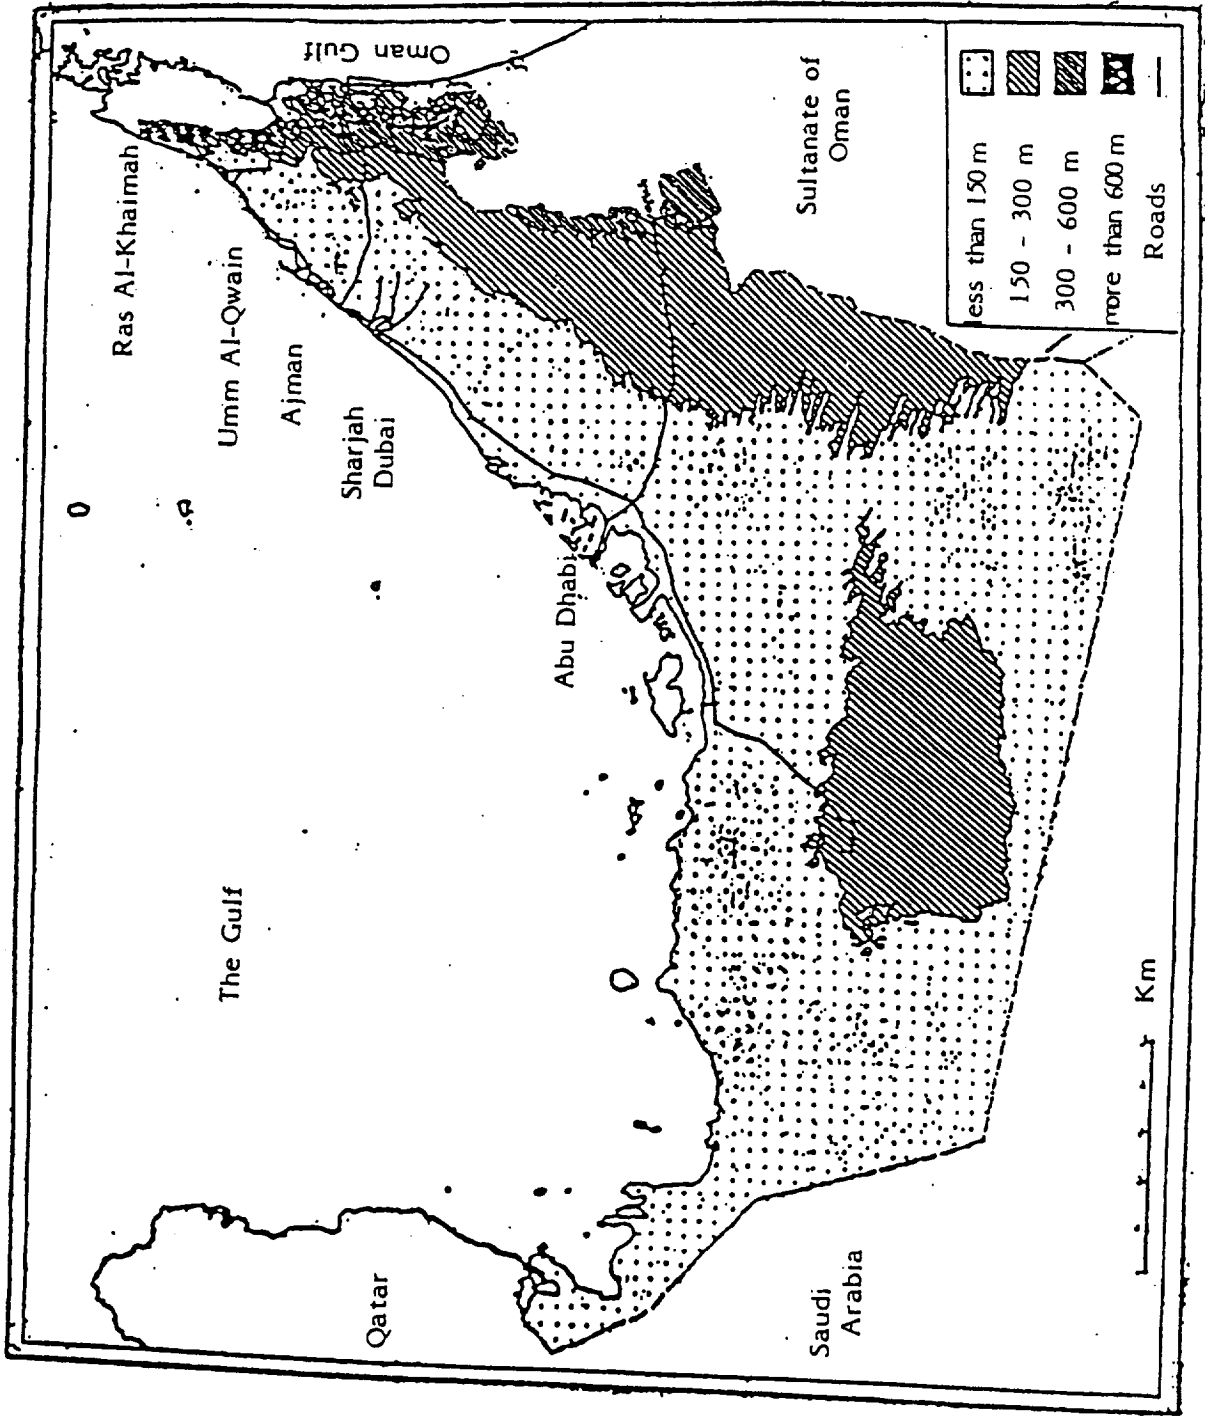 Oman Gulf
Ras Al-Khaimah
Umm Al-Qwain
Ajman
Sharjah
Dubai
Abu Dhabi
The Gulf
Qatar
Saudi
Arabia
Sultanate of
Oman
less than 150 m
150 - 300 m
300 - 600 m
more than 600 m
Roads
Km